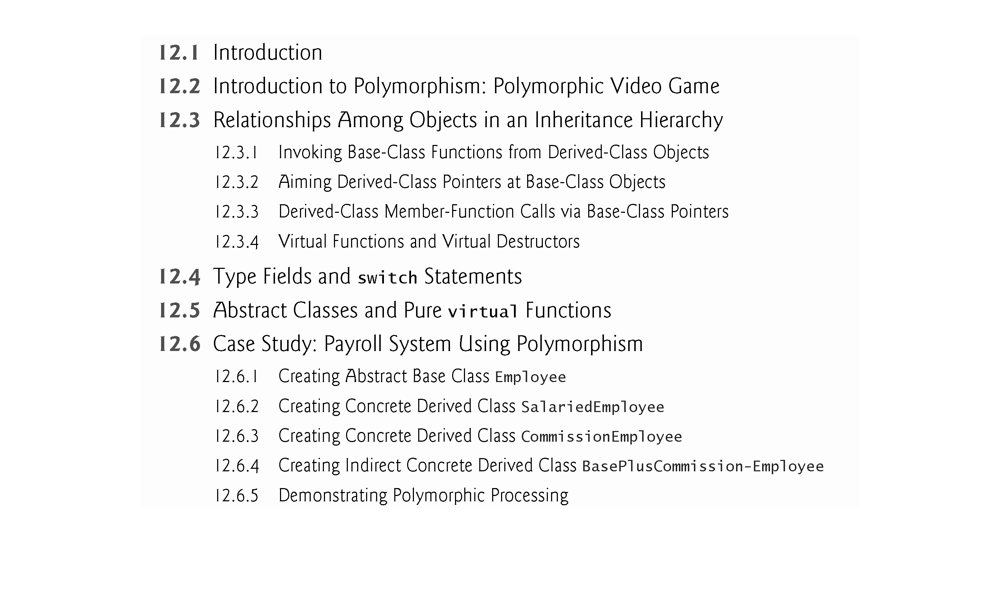 12.1 Introduction
12.2 Introduction to Polymorphism: Polymorphic Video Game
12.3 Relationships Among Objects in an Inheritance Hierarchy
12.3.1 Invoking Base-Class Functions from Derived-Class Objects
12.3.2 Aiming Derived-Class Pointers at Base-Class Objects
12.3.3 Derived-Class Member-Function Calls via Base-Class Pointers
12.3.4 Virtual Functions and Virtual Destructors
12.4 Type Fields and switch Statements
12.5 Abstract Classes and Pure virtual Functions
12.6 Case Study: Payroll System Using Polymorphism
12.6.1 Creating Abstract Base Class Employee
12.6.2 Creating Concrete Derived Class SalariedEmployee
12.6.3 Creating Concrete Derived Class CommissionEmployee
12.6.4 Creating Indirect Concrete Derived Class BasePlusCommission-Employee
12.6.5 Demonstrating Polymorphic Processing